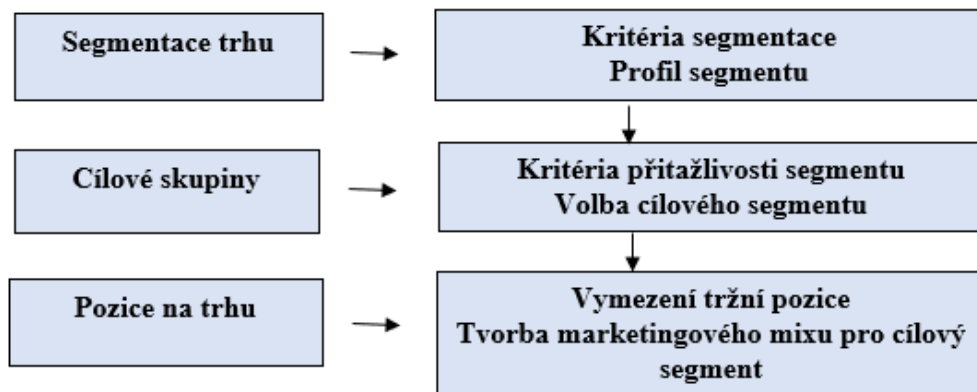 Segmentace trhu
Kritéria segmentace
Profil segmentu
Cílové skupiny
Kritéria přitažlivosti segmentu
Volba cílového segmentu
Pozice na trhu
Vymezení tržní pozice
Tvorba marketingového mixu pro cílový
segment